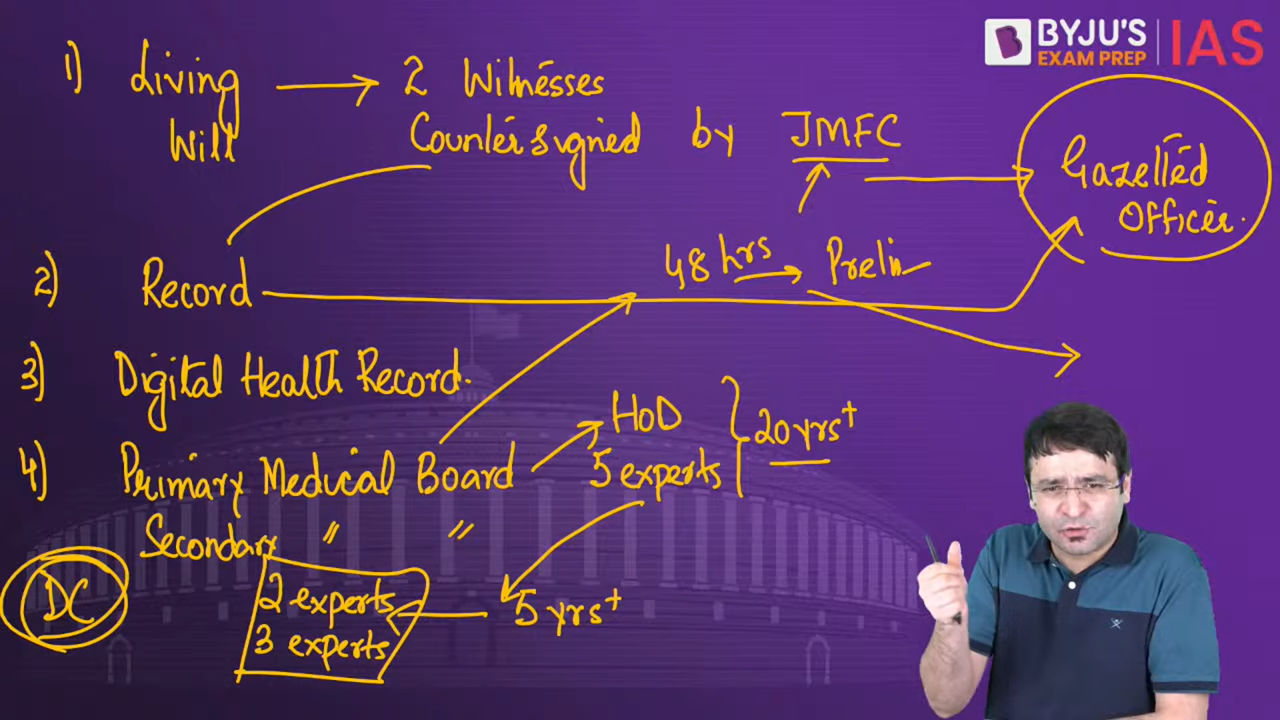 BYJU'S
EXAM PREP
IAS
1) Living → 2 Witnesses
Will Countersigned by JMFC
Gazetted
Officer.
48 hrs → Prelim
2) Record
3) Digital Health Record.
4) Primary Medical Board → HoD
5 experts
20 yrs+
Secondary " "
DC
2 experts
3 experts
5 yrs+